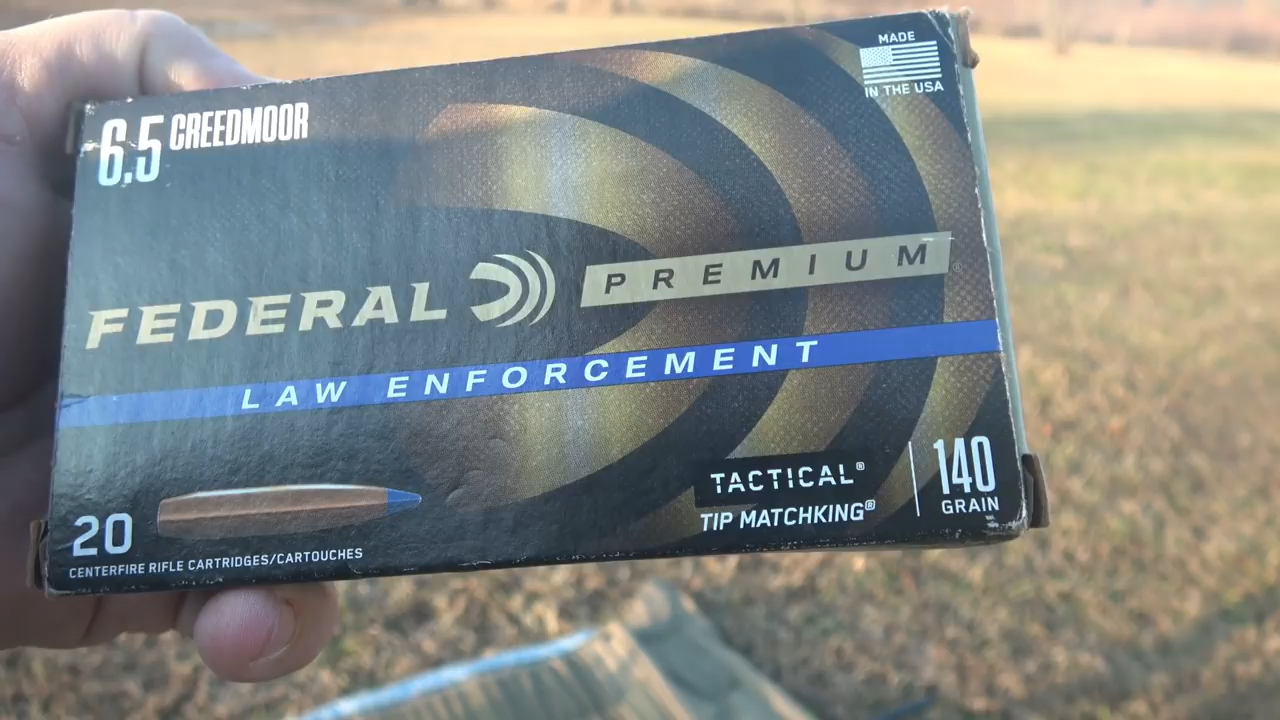 MADE
IN THE USA
6.5 CREEDMOOR
FEDERAL PREMIUM®
LAW ENFORCEMENT
TACTICAL®
TIP MATCHKING®
140
GRAIN
20
CENTERFIRE RIFLE CARTRIDGES/CARTOUCHES